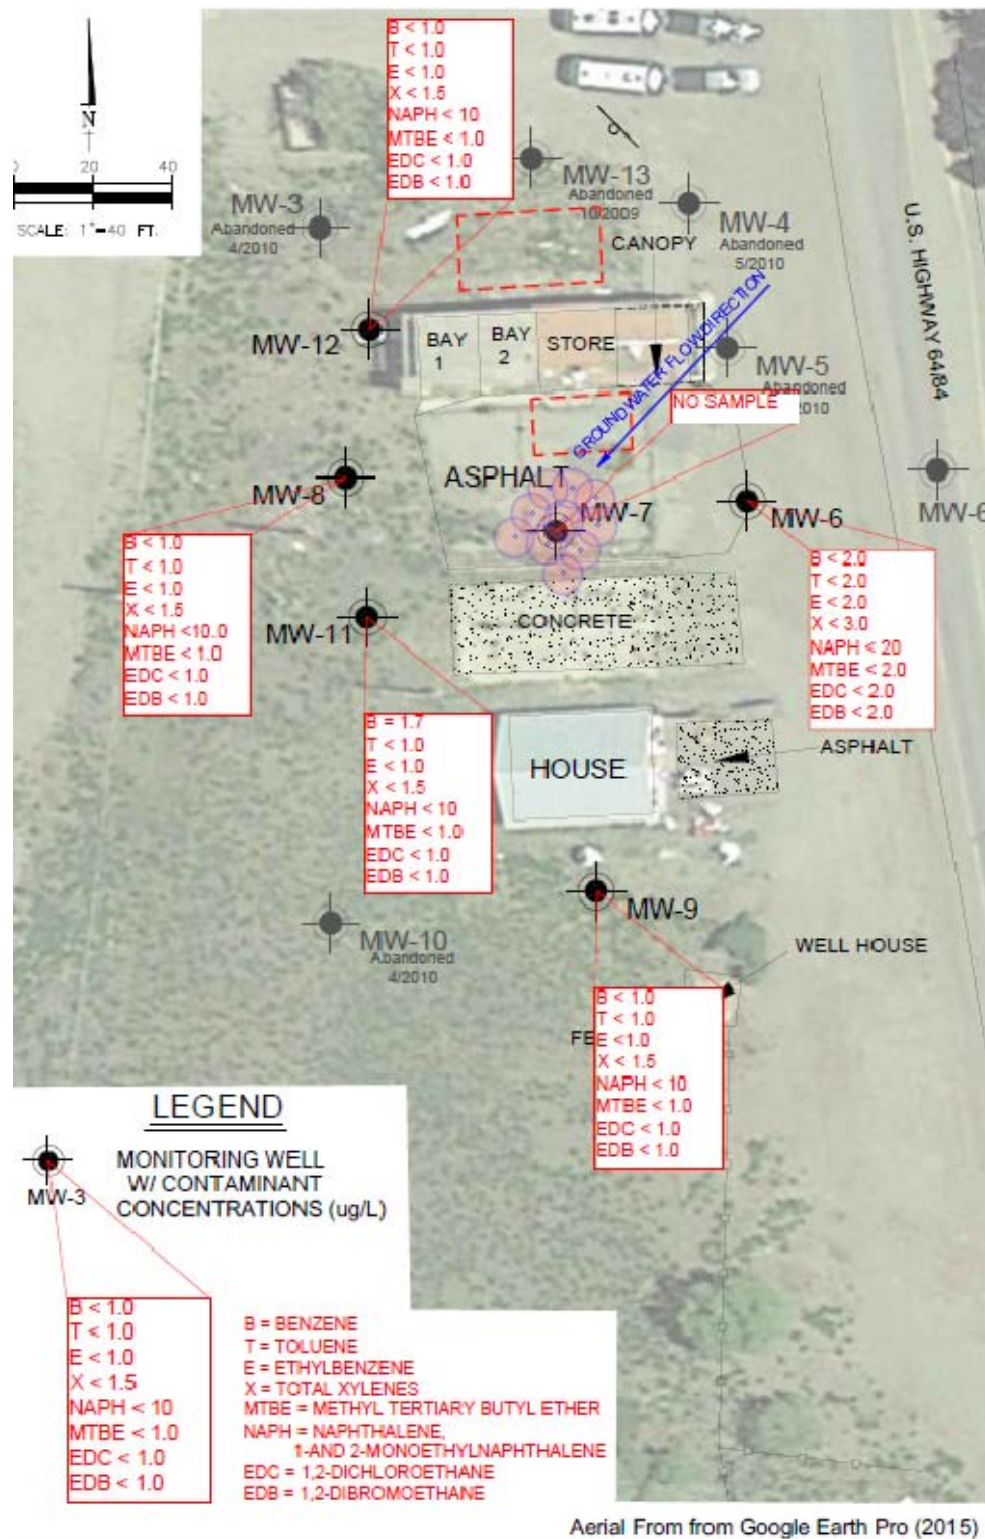 N
0 20 40
SCALE: 1"=40 FT.
B < 1.0
T < 1.0
E < 1.0
X < 1.5
NAPH < 10
MTBE < 1.0
EDC < 1.0
EDB < 1.0
MW-3
Abandoned
4/2010
MW-13
Abandoned
10/2009
MW-4
Abandoned
5/2010
CANOPY
U.S. HIGHWAY 64/84
GROUNDWATER FLOW DIRECTION
MW-12
BAY
1
BAY
2
STORE
MW-5
Abandoned
NO SAMPLE
ASPHALT
MW-8
MW-7
MW-6
MW-6
B < 1.0
T < 1.0
E < 1.0
X < 1.5
NAPH <10.0
MTBE < 1.0
EDC < 1.0
EDB < 1.0
B < 2.0
T < 2.0
E < 2.0
X < 3.0
NAPH < 20
MTBE < 2.0
EDC < 2.0
EDB < 2.0
MW-11
CONCRETE
B = 1.7
T < 1.0
E < 1.0
X < 1.5
NAPH < 10
MTBE < 1.0
EDC < 1.0
EDB < 1.0
HOUSE
ASPHALT
MW-9
MW-10
Abandoned
4/2010
WELL HOUSE
B < 1.0
T < 1.0
E <1.0
X < 1.5
NAPH < 10
MTBE < 1.0
EDC < 1.0
EDB < 1.0
LEGEND
MONITORING WELL
W/ CONTAMINANT
CONCENTRATIONS (ug/L)
MW-3
B < 1.0
T < 1.0
E < 1.0
X < 1.5
NAPH < 10
MTBE < 1.0
EDC < 1.0
EDB < 1.0
B = BENZENE
T = TOLUENE
E = ETHYLBENZENE
X = TOTAL XYLENES
MTBE = METHYL TERTIARY BUTYL ETHER
NAPH = NAPHTHALENE,
1-AND 2-MONOETHYLNAPHTHALENE
EDC = 1,2-DICHLOROETHANE
EDB = 1,2-DIBROMOETHANE
Aerial From from Google Earth Pro (2015)